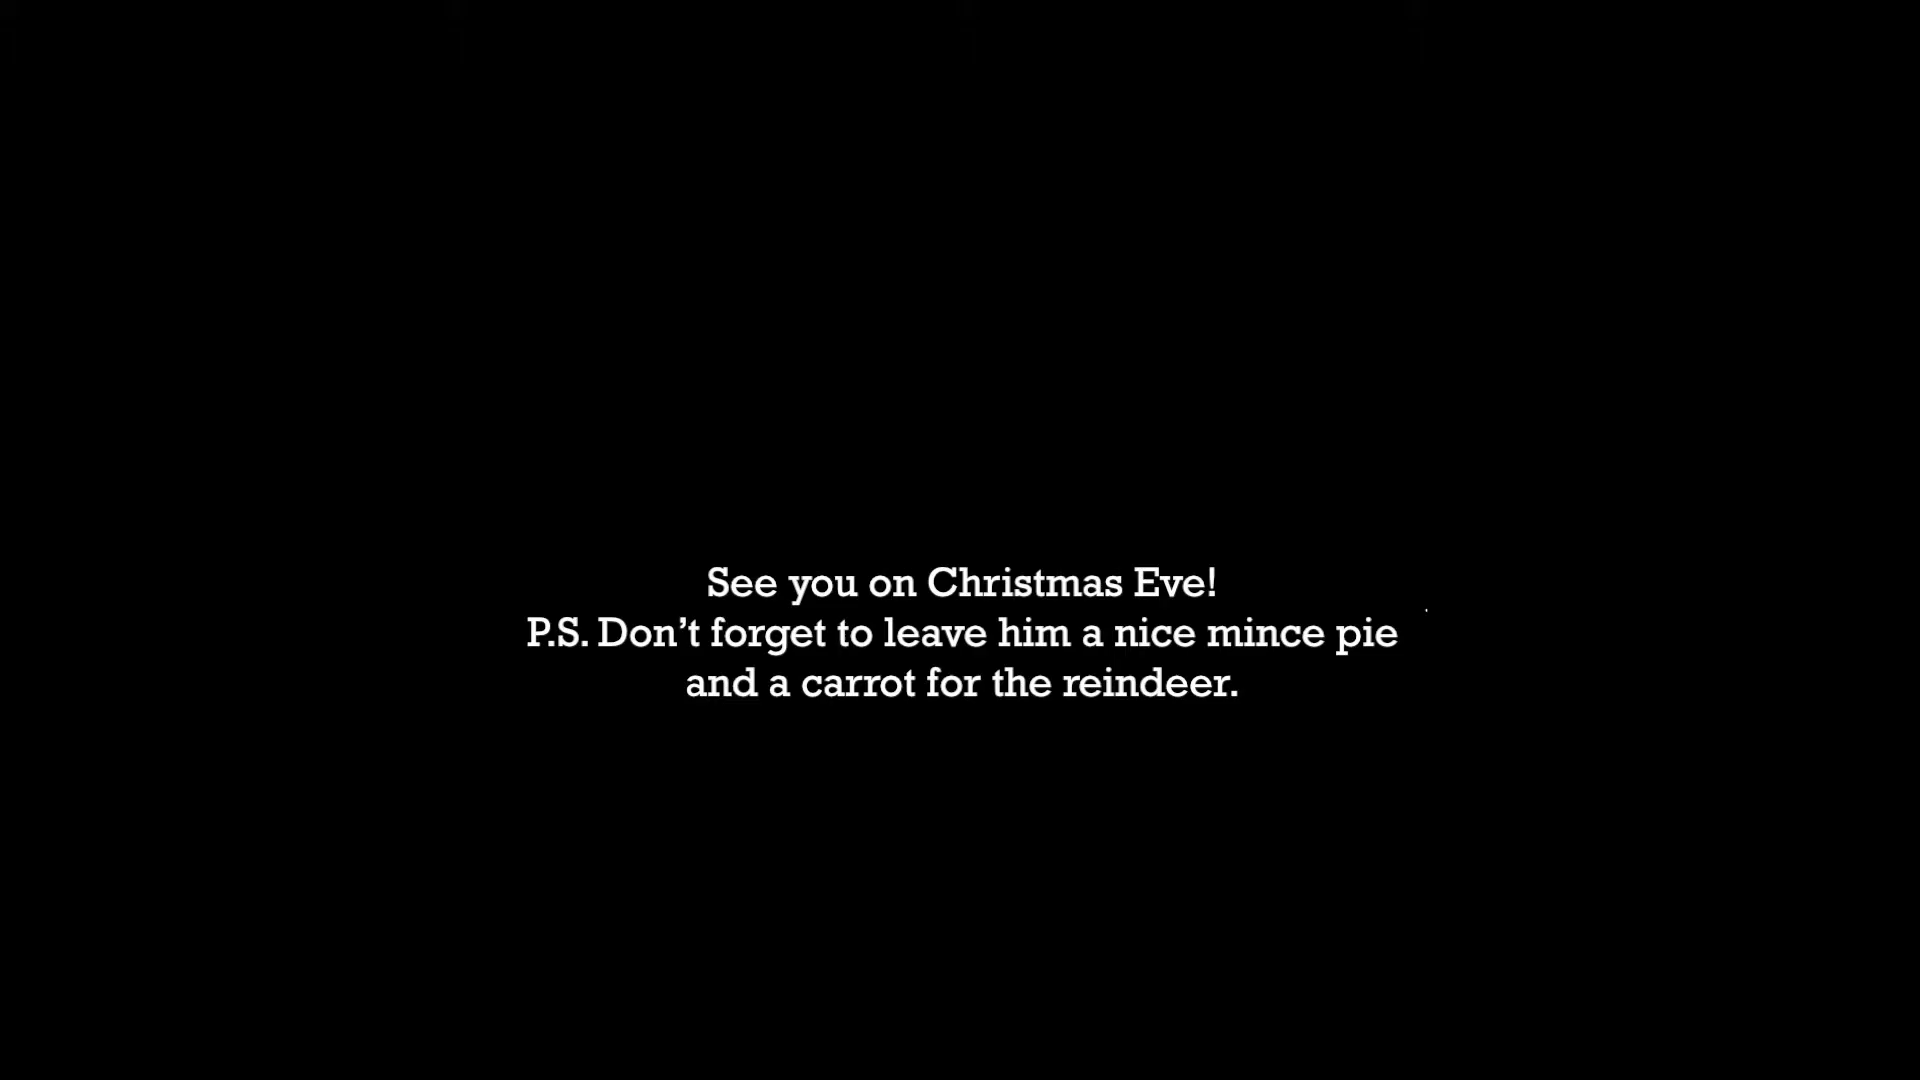 See you on Christmas Eve!
P.S. Don’t forget to leave him a nice mince pie
and a carrot for the reindeer.